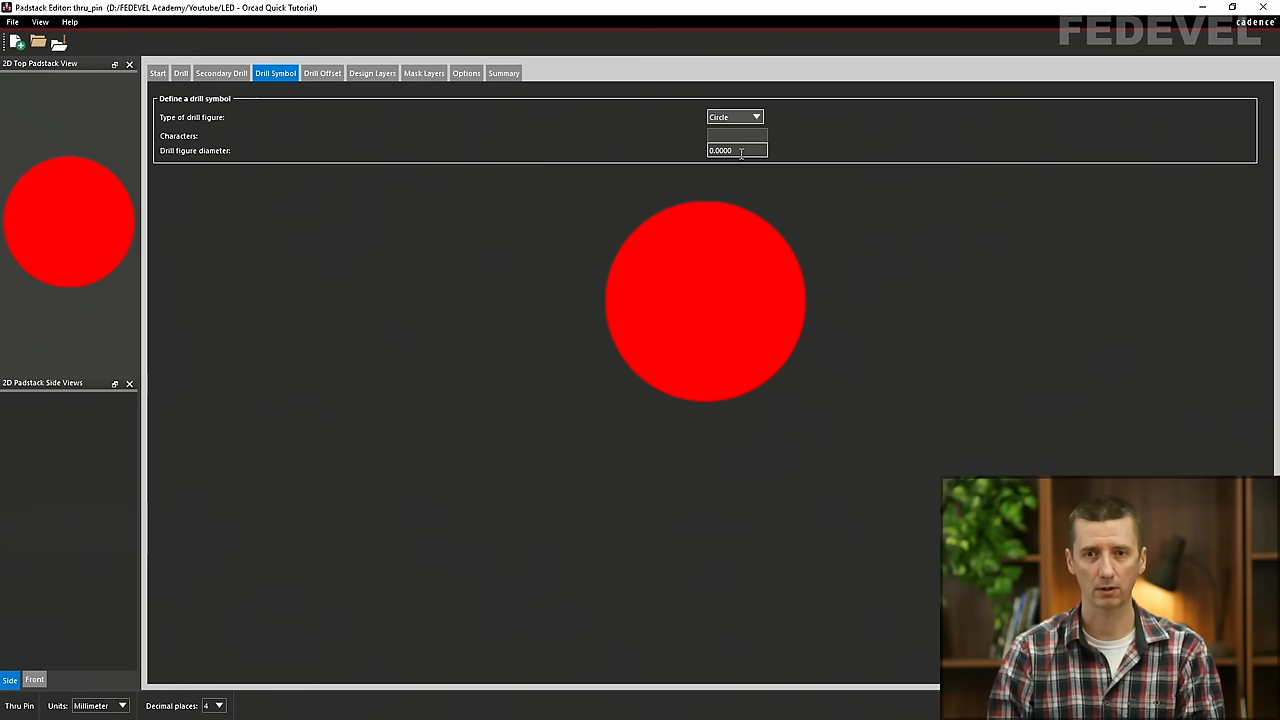 Padstack Editor: thru_pin (D:/FEDEVEL Academy/Youtube/LED - Orcad Quick Tutorial)
File View Help
cadence
FEDEVEL
2D Top Padstack View
Start Drill Secondary Drill Drill Symbol Drill Offset Design Layers Mask Layers Options Summary
Define a drill symbol
Type of drill figure: Circle
Characters:
Drill figure diameter: 0.0000
2D Padstack Side Views
Side Front
Thru Pin Units: Millimeter Decimal places: 4